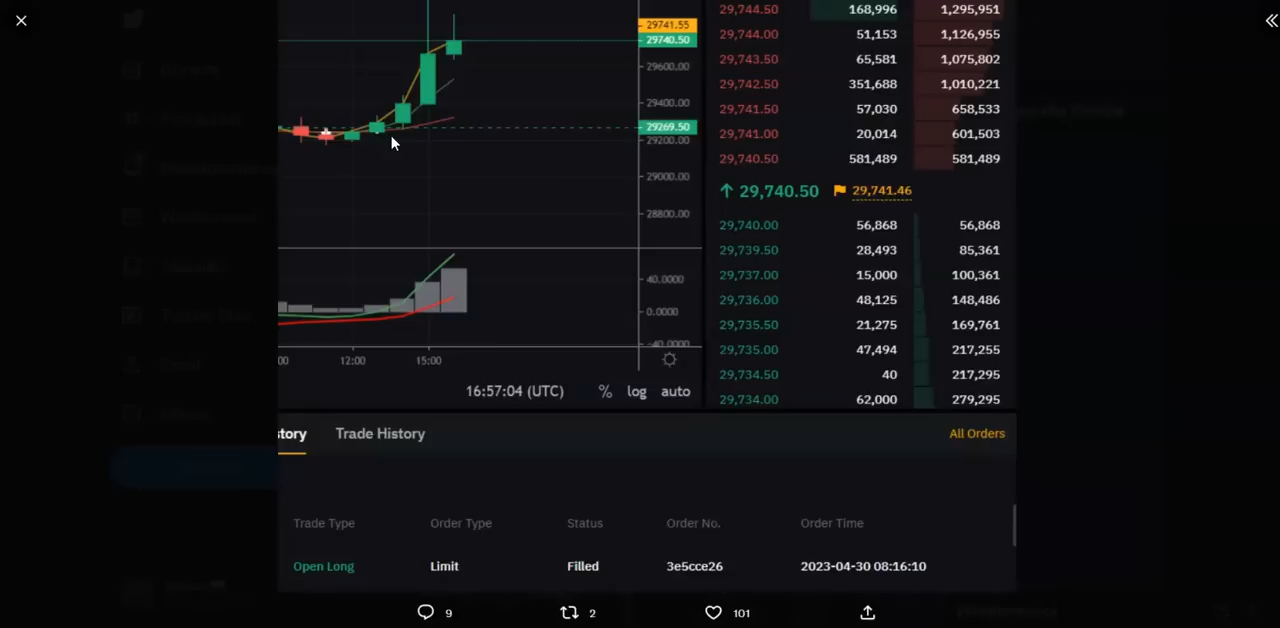 29,744.50 168,996 1,295,951
29741.55
29740.50
29,744.00 51,153 1,126,955
29600.00
29,743.50 65,581 1,075,802
29,742.50 351,688 1,010,221
29400.00
29,741.50 57,030 658,533
29269.50
29,741.00 20,014 601,503
29200.00
29,740.50 581,489 581,489
29000.00
29,740.50 29,741.46
28800.00
29,740.00 56,868 56,868
29,739.50 28,493 85,361
40.0000
29,737.00 15,000 100,361
29,736.00 48,125 148,486
0.0000
29,735.50 21,275 169,761
-40.0000
29,735.00 47,494 217,255
00 12:00 15:00
29,734.50 40 217,295
16:57:04 (UTC) % log auto
29,734.00 62,000 279,295
story Trade History All Orders
Trade Type Order Type Status Order No. Order Time
Open Long Limit Filled 3e5cce26 2023-04-30 08:16:10
9 2 101